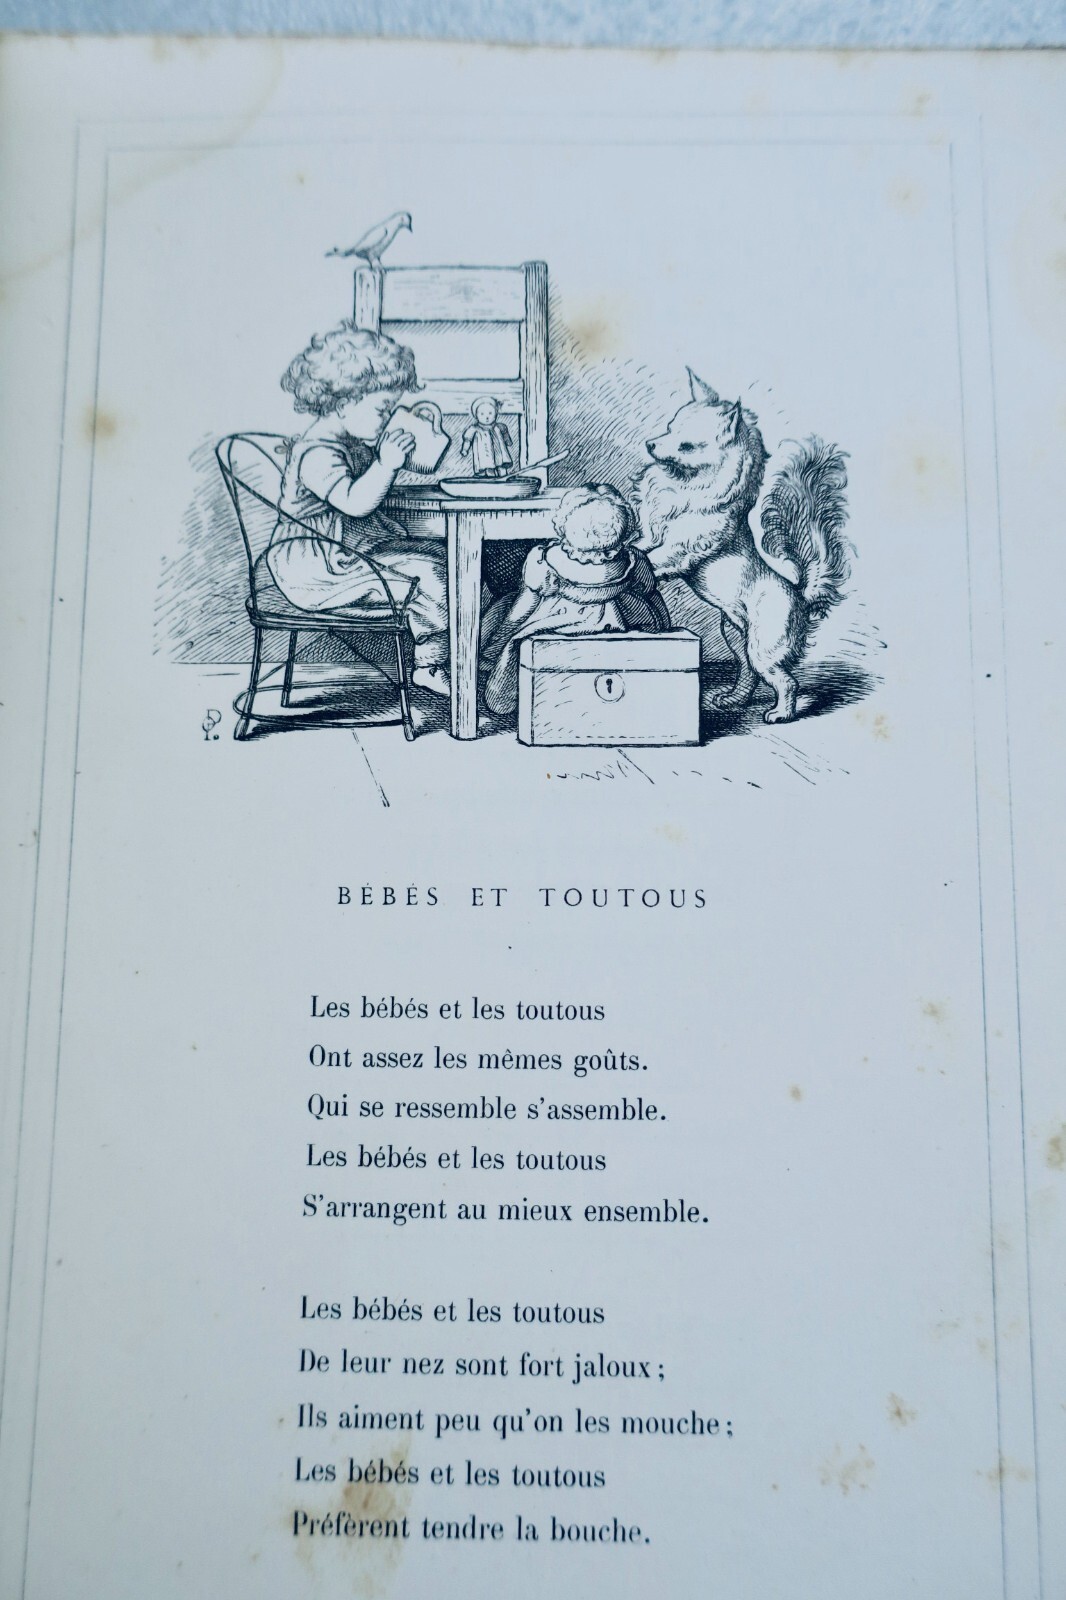 BÉBÉS ET TOUTOUS
Les bébés et les toutous
Ont assez les mêmes goûts.
Qui se ressemble s'assemble.
Les bébés et les toutous
S'arrangent au mieux ensemble.
Les bébés et les toutous
De leur nez sont fort jaloux ;
Ils aiment peu qu'on les mouche ;
Les bébés et les toutous
Préfèrent tendre la bouche.